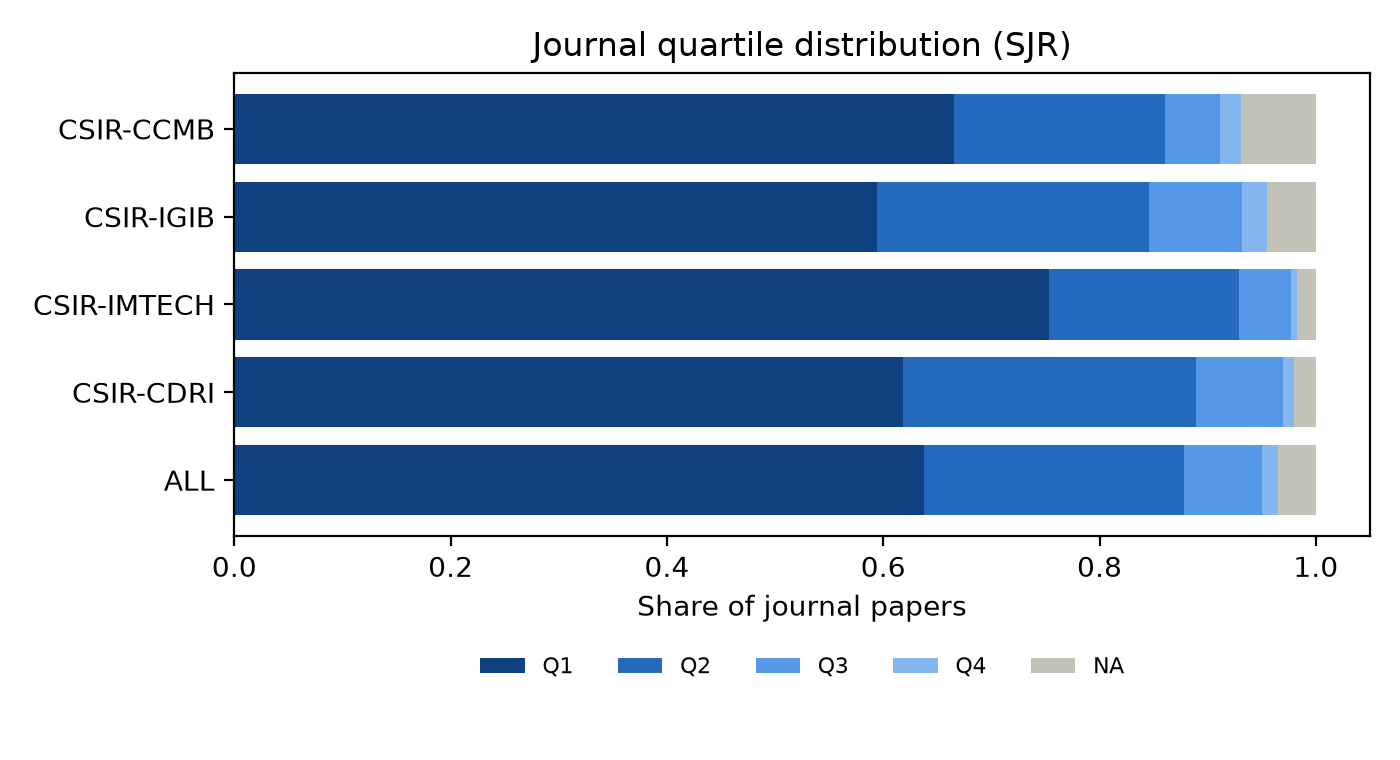 Journal quartile distribution (SJR)
CSIR-CCMB
CSIR-IGIB
CSIR-IMTECH
CSIR-CDRI
ALL
0.0 0.2 0.4 0.6 0.8 1.0
Share of journal papers
Q1 Q2 Q3 Q4 NA